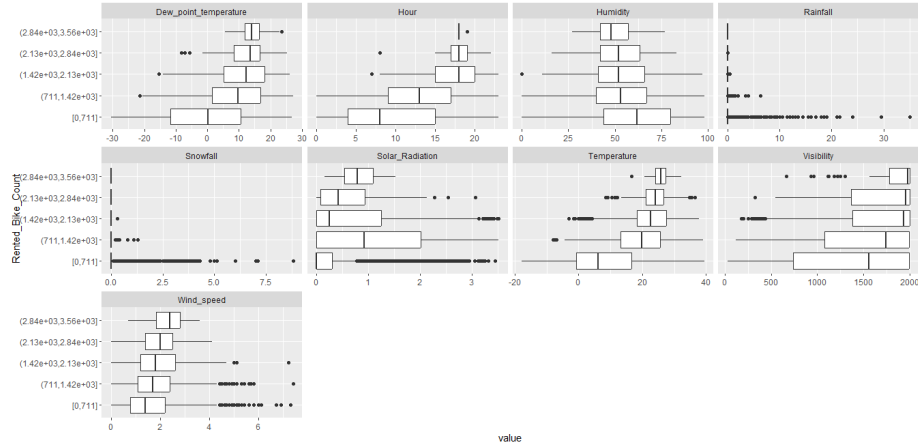 Dew_point_temperature Hour Humidity Rainfall
(2.84e+03,3.56e+03]
(2.13e+03,2.84e+03]
(1.42e+03,2.13e+03]
(711,1.42e+03]
[0,711]
-30 -20 -10 0 10 20 30 0 5 10 15 20 0 25 50 75 100 0 10 20 30
Snowfall Solar_Radiation Temperature Visibility
(2.84e+03,3.56e+03]
(2.13e+03,2.84e+03]
(1.42e+03,2.13e+03]
(711,1.42e+03]
[0,711]
0.0 2.5 5.0 7.5 0 1 2 3 -20 0 20 40 0 500 1000 1500 2000
Rented_Bike_Count
Wind_speed
(2.84e+03,3.56e+03]
(2.13e+03,2.84e+03]
(1.42e+03,2.13e+03]
(711,1.42e+03]
[0,711]
0 2 4 6
value